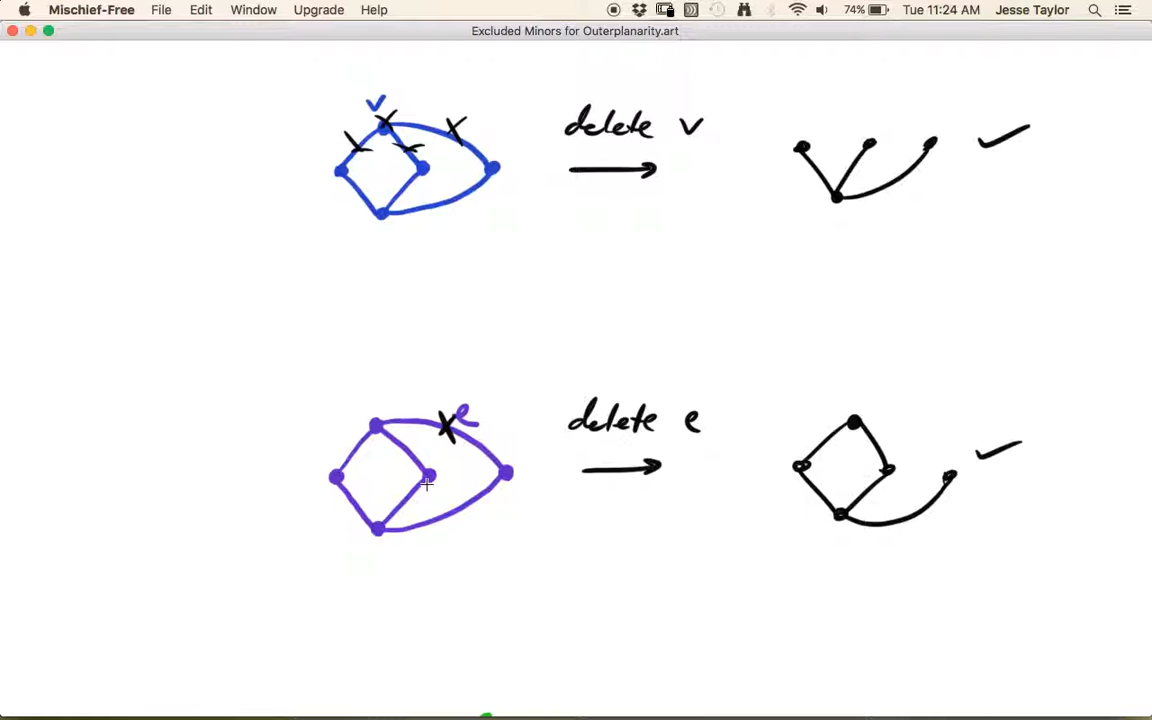 Mischief-Free File Edit Window Upgrade Help 74% Tue 11:24 AM Jesse Taylor
Excluded Minors for Outerplanarity.art
v
delete v
e
delete e